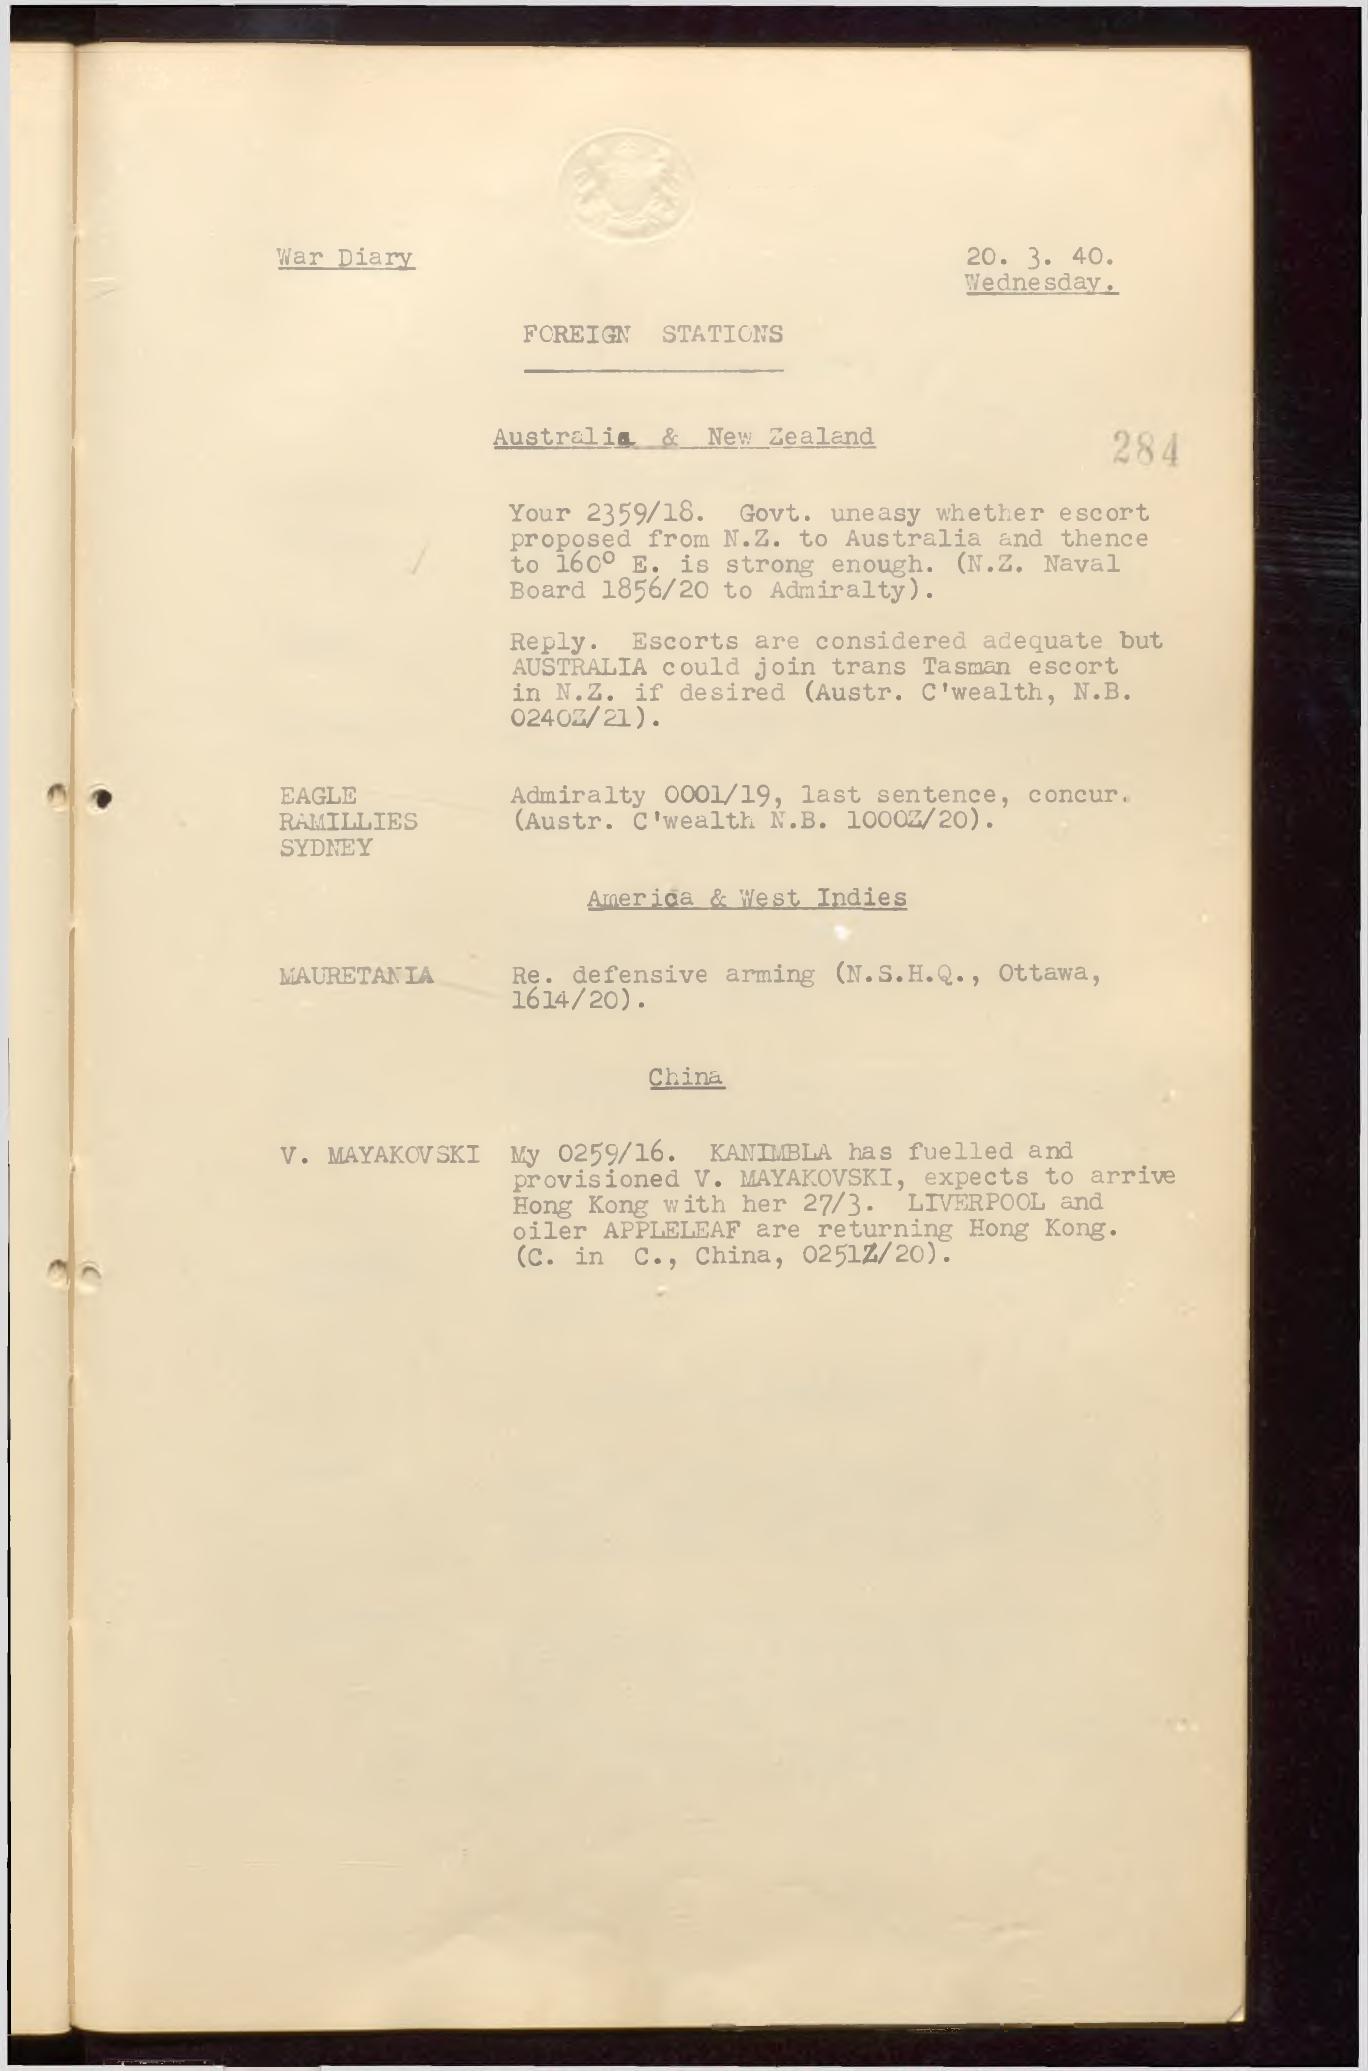 War Diary
20. 3. 40.
Wednesday.
FOREIGN STATIONS
Australia & New Zealand
284
Your 2359/18. Govt. uneasy whether escort
proposed from N.Z. to Australia and thence
to 160° E. is strong enough. (N.Z. Naval
Board 1856/20 to Admiralty).
Reply. Escorts are considered adequate but
AUSTRALIA could join trans Tasman escort
in N.Z. if desired (Austr. C'wealth, N.B.
0240Z/21).
EAGLE
RAMILLIES
SYDNEY
Admiralty 0001/19, last sentence, concur.
(Austr. C'wealth N.B. 1000Z/20).
America & West Indies
MAURETANIA
Re. defensive arming (N.S.H.Q., Ottawa,
1614/20).
China
V. MAYAKOVSKI
My 0259/16. KANIMBLA has fuelled and
provisioned V. MAYAKOVSKI, expects to arrive
Hong Kong with her 27/3. LIVERPOOL and
oiler APPLELEAF are returning Hong Kong.
(C. in C., China, 0251Z/20).